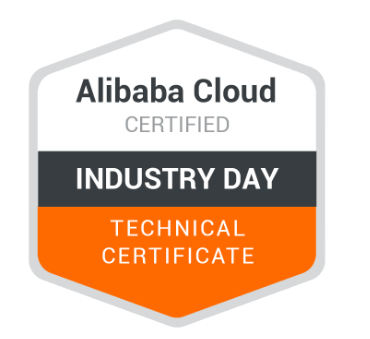 Alibaba Cloud
CERTIFIED
INDUSTRY DAY
TECHNICAL
CERTIFICATE